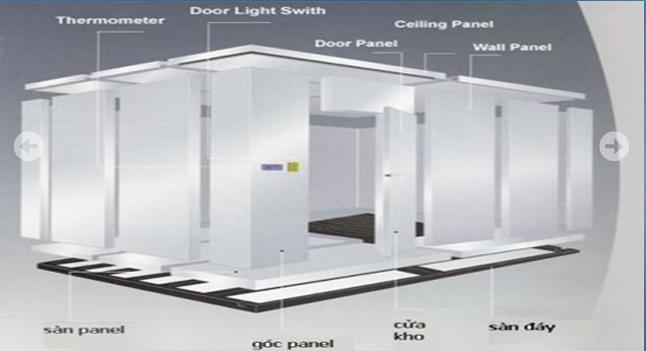 Door Light Swith
Thermometer
Ceiling Panel
Door Panel
Wall Panel
sàn panel
góc panel
cửa
kho
sàn đáy